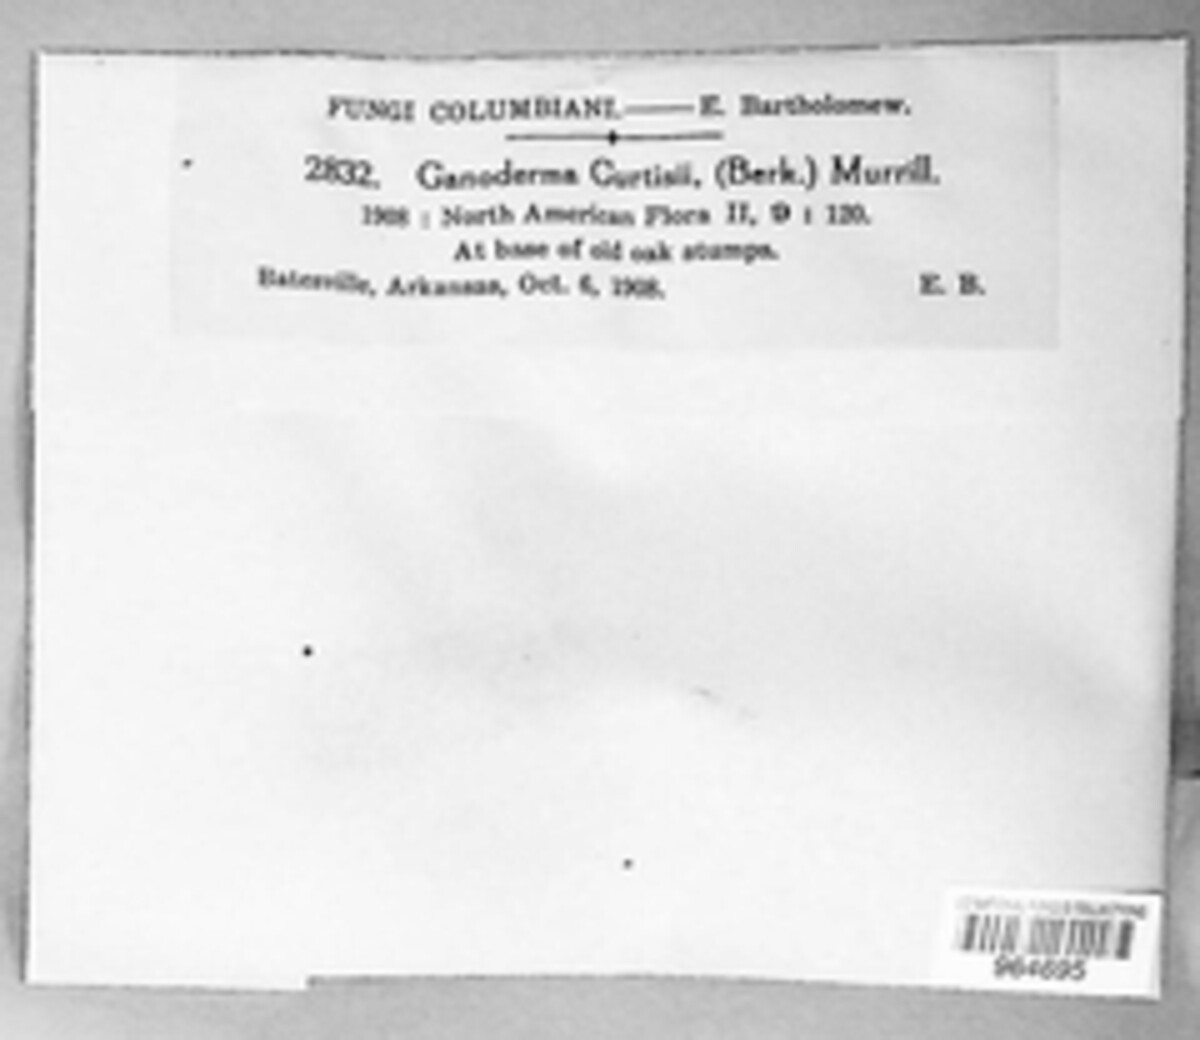 FUNGI COLUMBIANI.——E. Bartholomew.
2832. Ganoderma Curtisii, (Berk.) Murrill.
1908 : North American Flora II, 9 : 120.
At base of old oak stumps.
Batesville, Arkansas, Oct. 6, 1908. E. B.